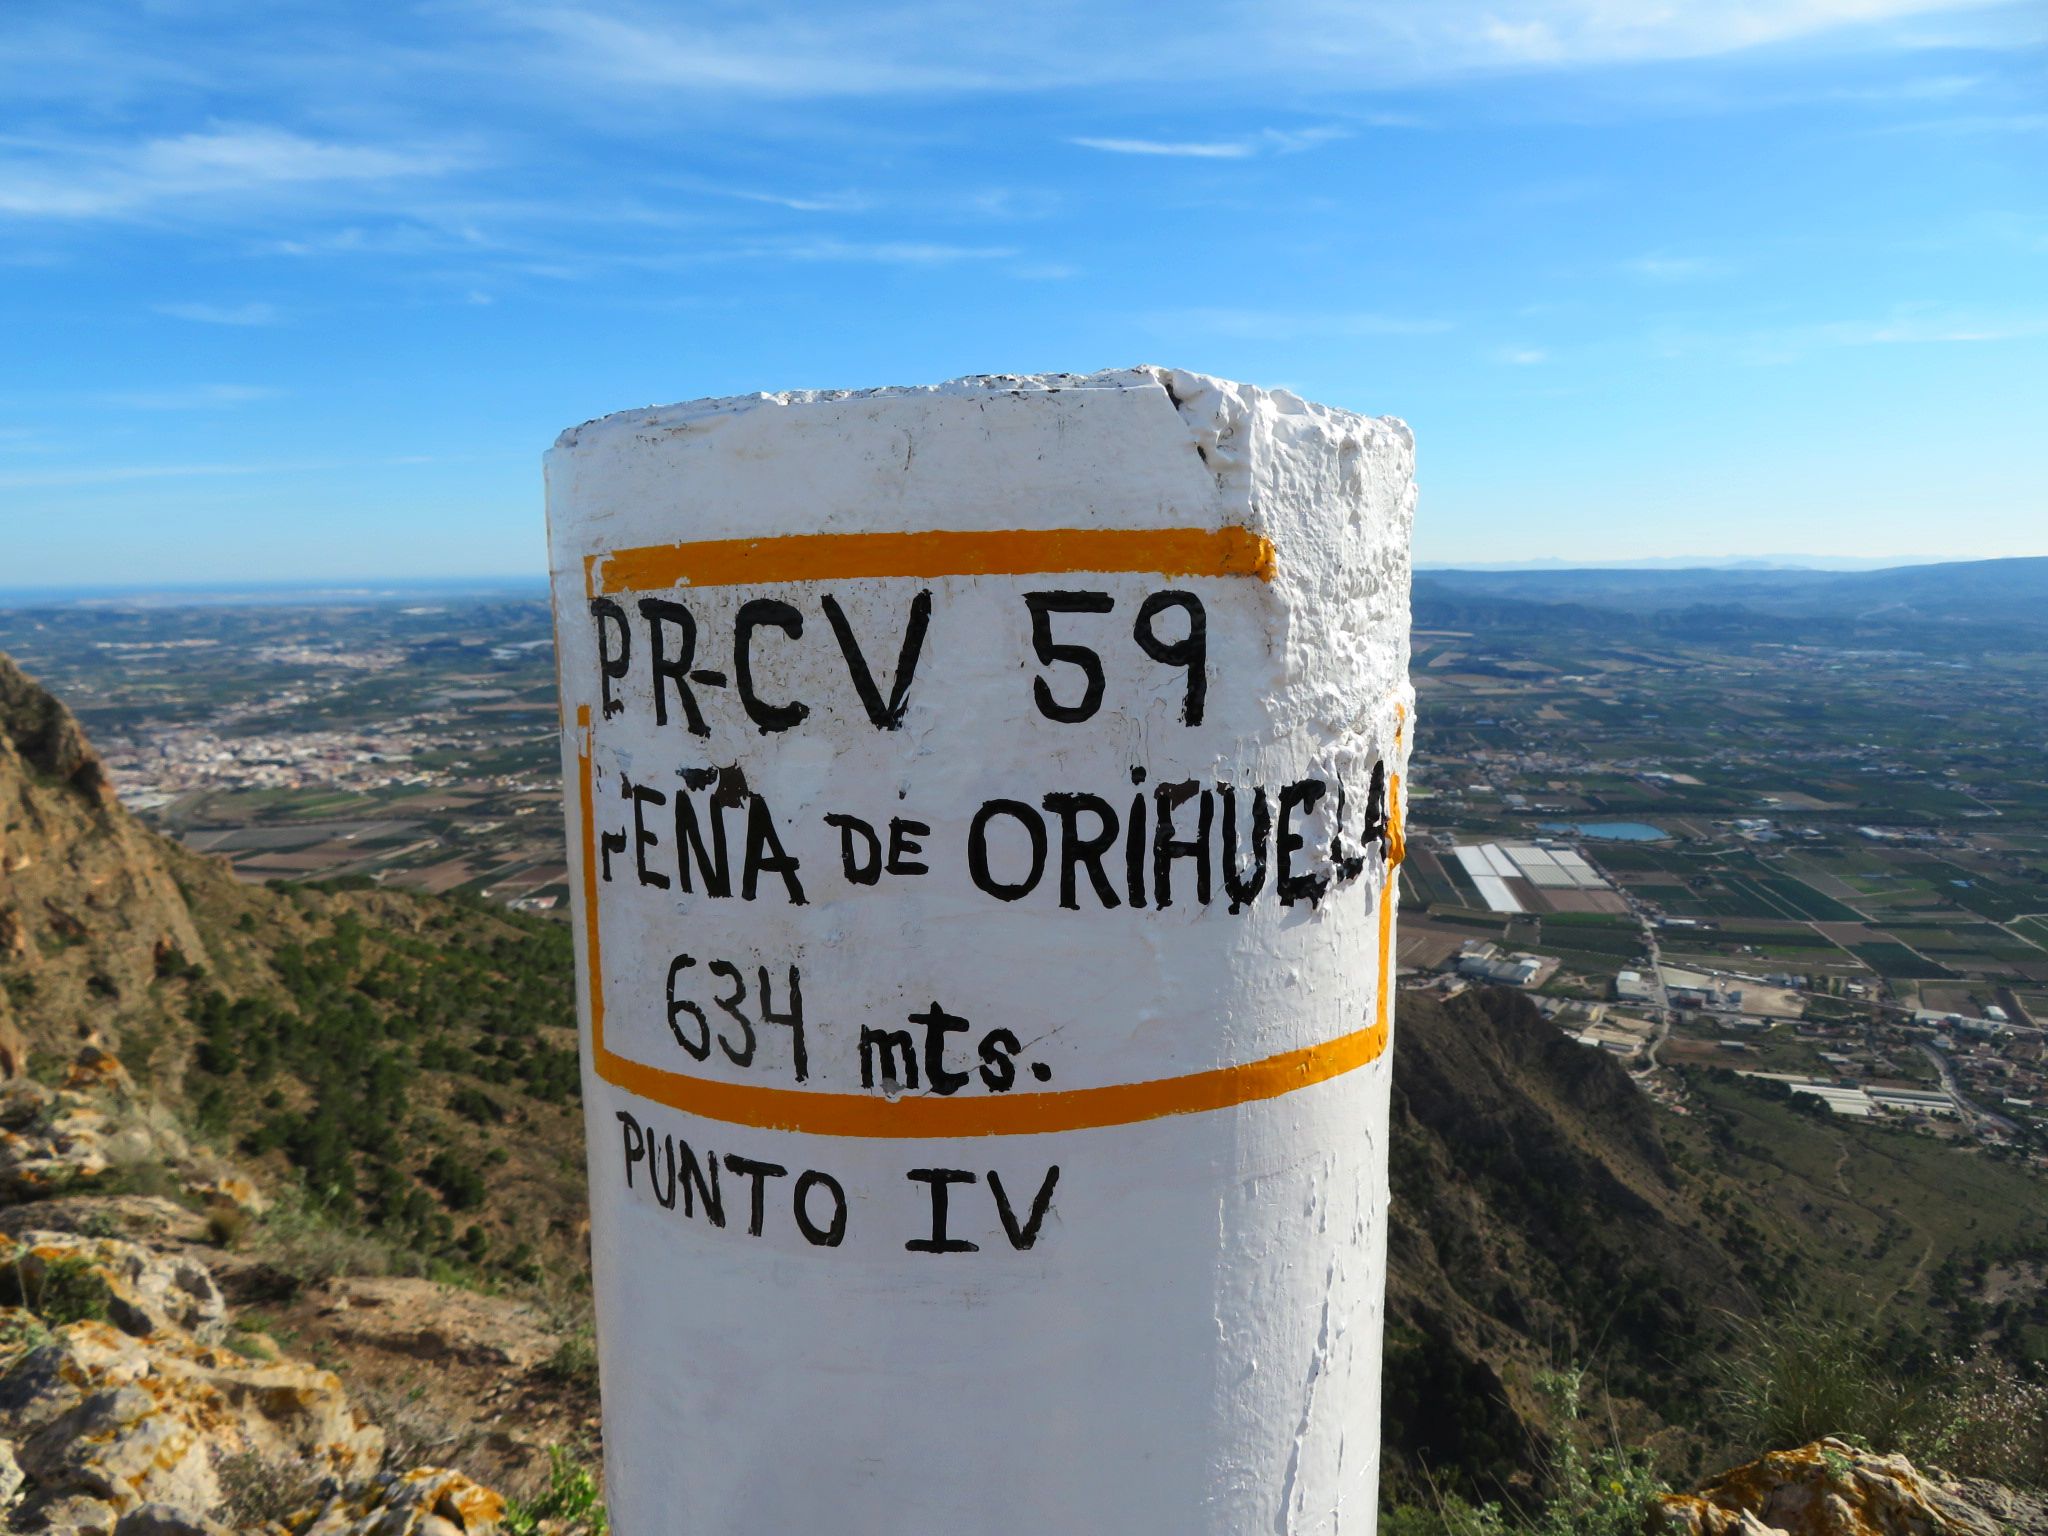 PR-CV 59
PEÑA DE ORIHUELA
634 mts.
PUNTO IV